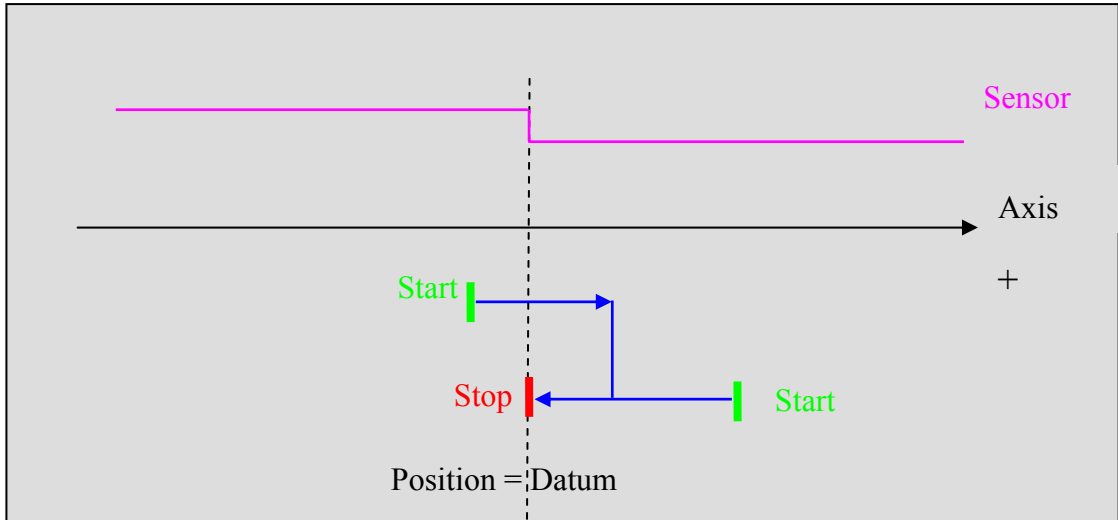 Sensor
Axis
+
Start
Stop
Start
Position = Datum